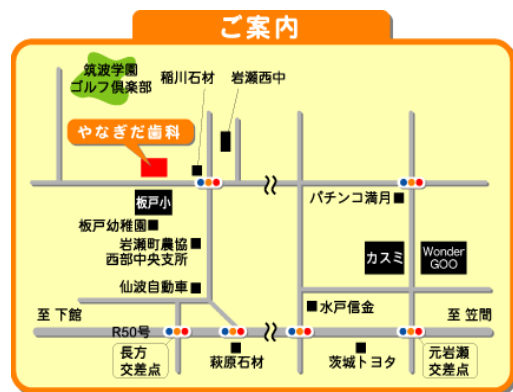 ご案内
筑波学園
ゴルフ倶楽部
稲川石材
岩瀬西中
やなぎだ歯科
板戸小
パチンコ満月
板戸幼稚園
岩瀬町農協
西部中央支所
カスミ
Wonder
GOO
仙波自動車
至 下館
水戸信金
至 笠間
R50号
長方
交差点
萩原石材
茨城トヨタ
元岩瀬
交差点